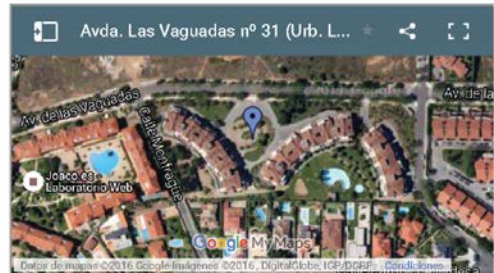 Avda. Las Vaguadas nº 31 (Urb. L...
Av. de las Vaguadas
Av. de la
Calle Monfragüe
Joaco.es -
Laboratorio Web
Google My Maps
Datos de mapas ©2016 Google Imágenes ©2016 , DigitalGlobe, IGP/DGRF
Condiciones